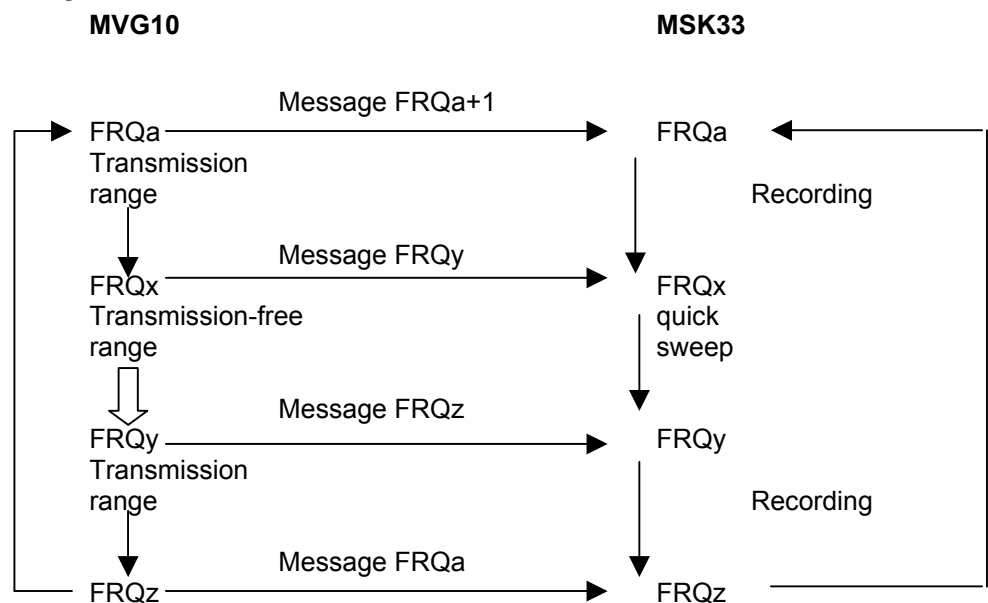 MVG10 MSK33
Message FRQa+1
FRQa FRQa
Transmission
range Recording
Message FRQy
FRQx FRQx
Transmission-free quick
range sweep
Message FRQz
FRQy FRQy
Transmission
range Recording
Message FRQa
FRQz FRQz